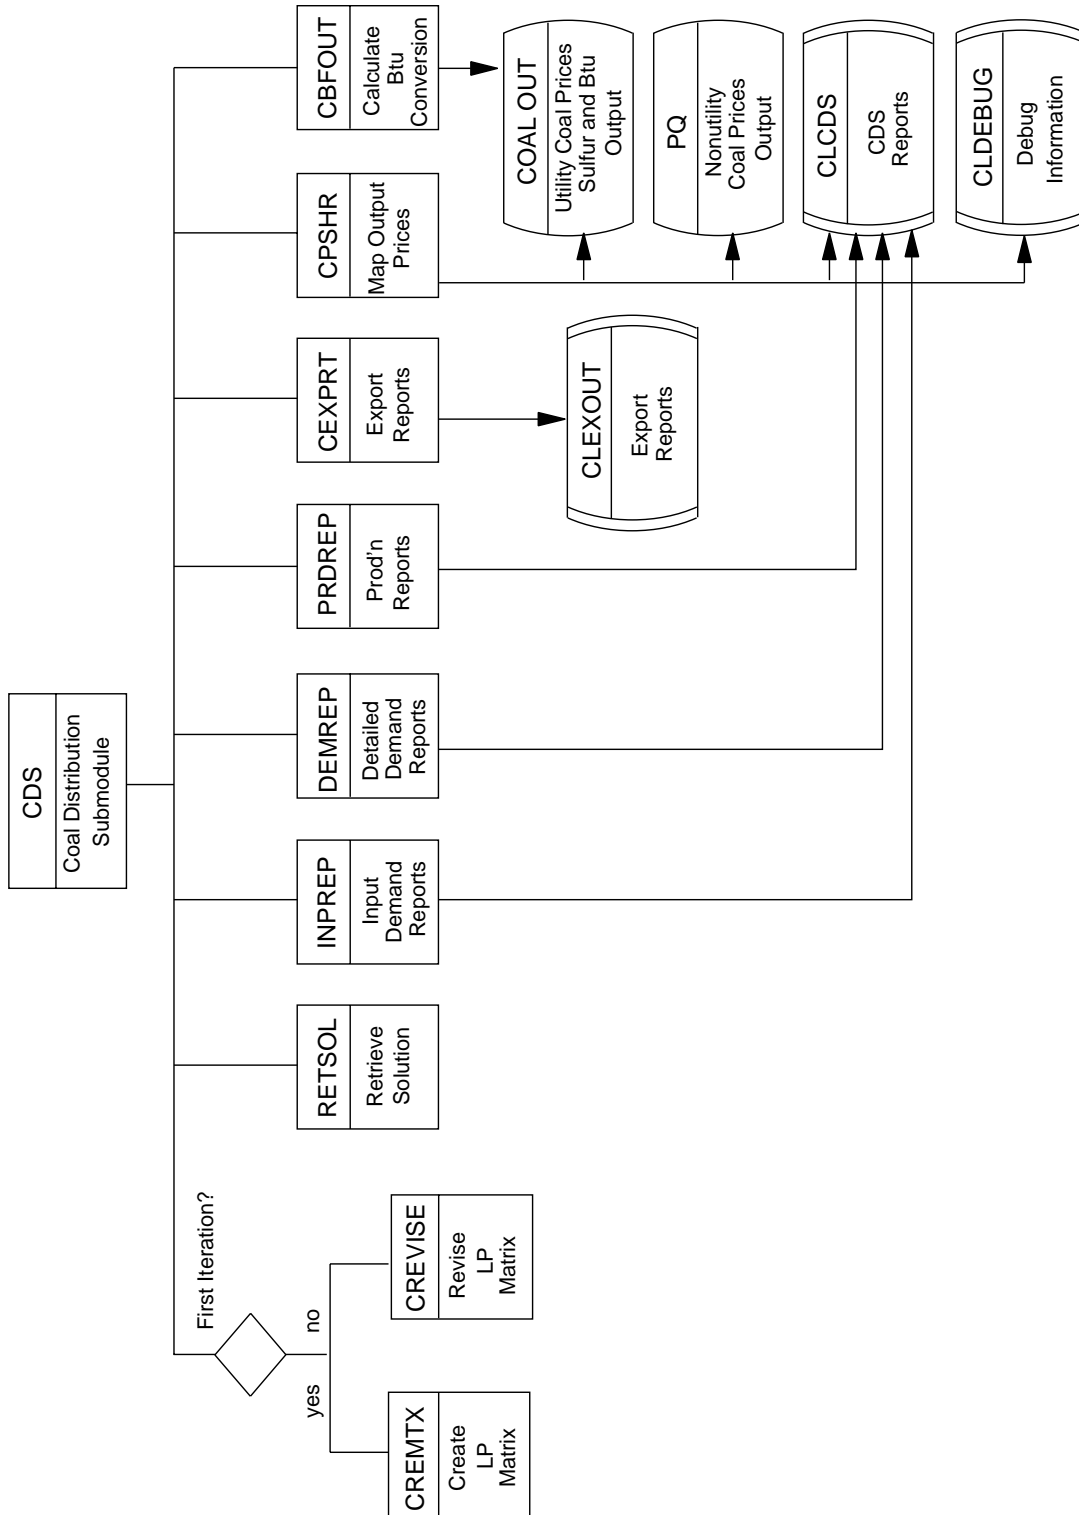 CDS
Coal Distribution
Submodule
First Iteration?
yes
no
CREMTX
Create
LP
Matrix
CREVISE
Revise
LP
Matrix
RETSOL
Retrieve
Solution
INPREP
Input
Demand
Reports
DEMREP
Detailed
Demand
Reports
PRDREP
Prod'n
Reports
CEXPRT
Export
Reports
CPSHR
Map Output
Prices
CBFOUT
Calculate
Btu
Conversion
CLEXOUT
Export
Reports
COAL OUT
Utility Coal Prices
Sulfur and Btu
Output
PQ
Nonutility
Coal Prices
Output
CLCDS
CDS
Reports
CLDEBUG
Debug
Information